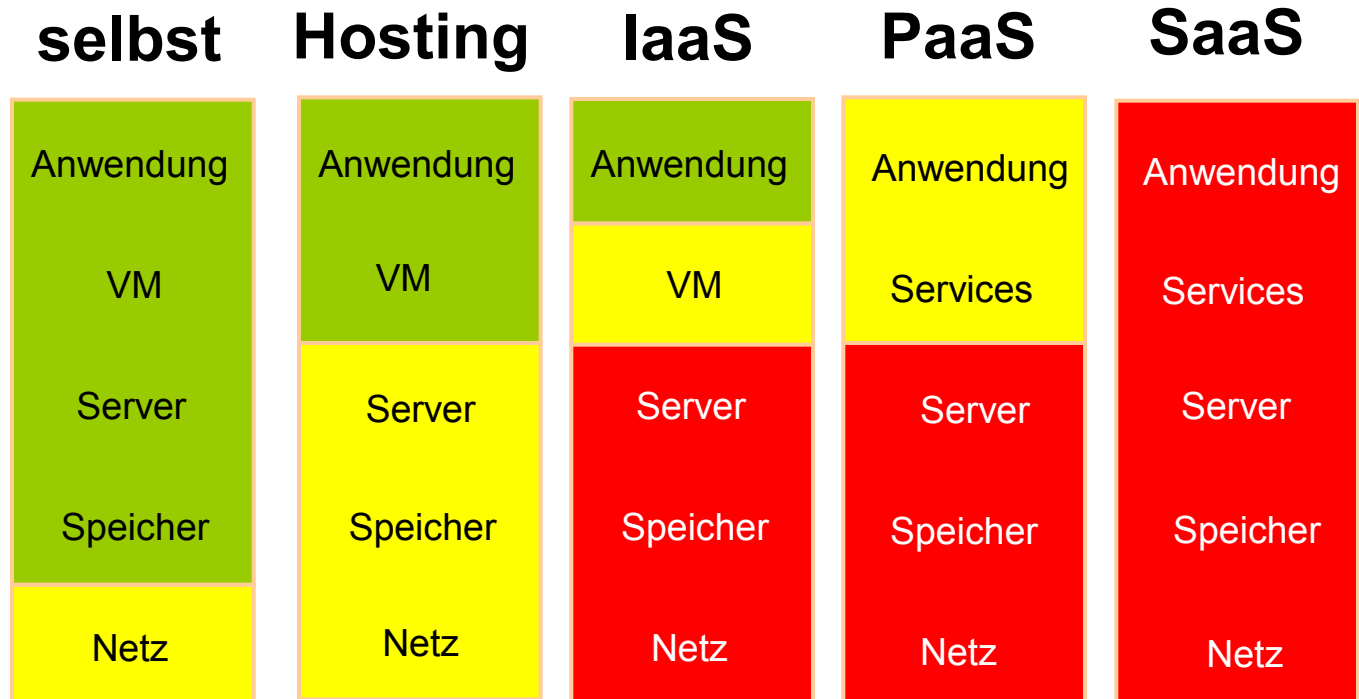 selbst Hosting IaaS PaaS SaaS
Anwendung Anwendung Anwendung Anwendung Anwendung
VM VM VM Services Services
Server Server Server Server Server
Speicher Speicher Speicher Speicher Speicher
Netz Netz Netz Netz Netz